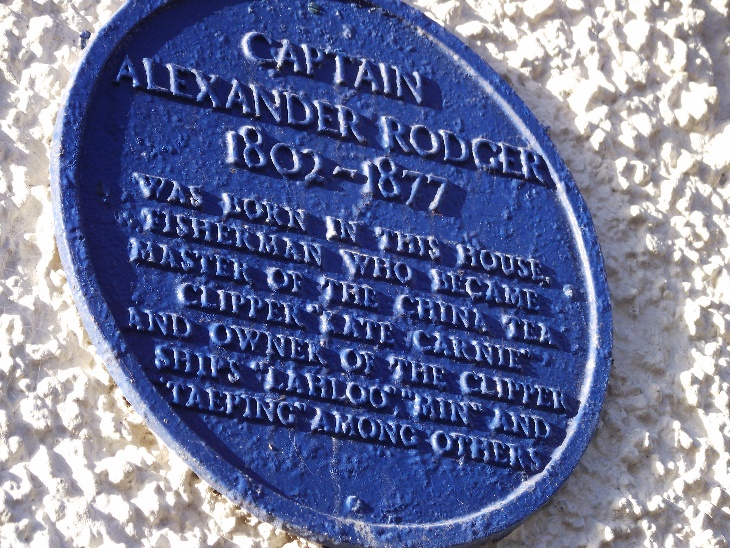 CAPTAIN
ALEXANDER RODGER
1802-1877
WAS BORN IN THIS HOUSE.
FISHERMAN WHO BECAME
MASTER OF THE CHINA TEA
CLIPPER "KATE CARNIE"
AND OWNER OF THE CLIPPER
SHIPS "LAHLOO", "MIN" AND
"TAEPING" AMONG OTHERS